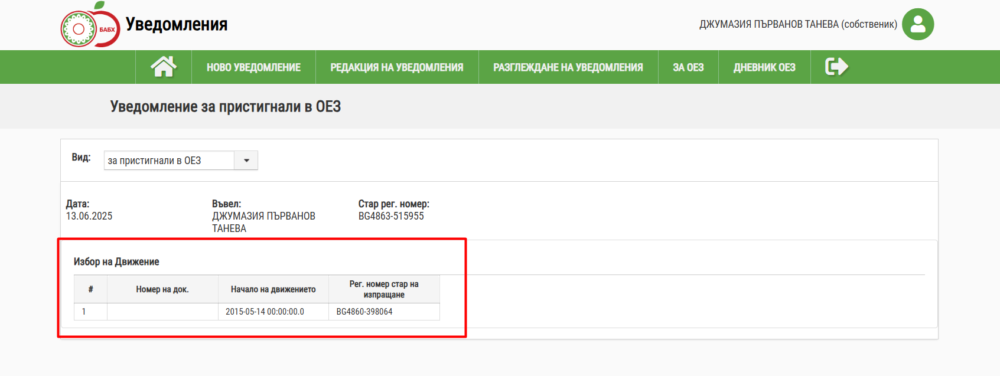 БАБХ
Уведомления
ДЖУМАЗИЯ ПЪРВАНОВ ТАНЕВА (собственик)
НОВО УВЕДОМЛЕНИЕ
РЕДАКЦИЯ НА УВЕДОМЛЕНИЯ
РАЗГЛЕЖДАНЕ НА УВЕДОМЛЕНИЯ
ЗА ОЕЗ
ДНЕВНИК ОЕЗ
Уведомление за пристигнали в ОЕЗ
Вид:
за пристигнали в ОЕЗ
Дата:
13.06.2025
Въвел:
ДЖУМАЗИЯ ПЪРВАНОВ
ТАНЕВА
Стар рег. номер:
BG4863-515955
Избор на Движение
#
Номер на док.
Начало на движението
Рег. номер стар на
изпращане
1
2015-05-14 00:00:00.0
BG4860-398064